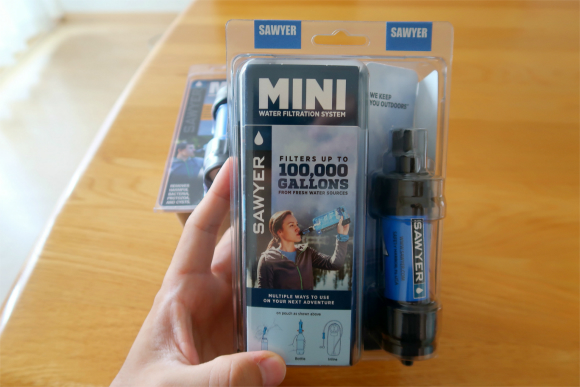 SAWYER
SAWYER
MINI
WATER FILTRATION SYSTEM
WE KEEP
YOU OUTDOORS
SAWYER
FILTERS UP TO
100,000
GALLONS
FROM FRESH WATER SOURCES
MULTIPLE WAYS TO USE
ON YOUR NEXT ADVENTURE
SAWYER